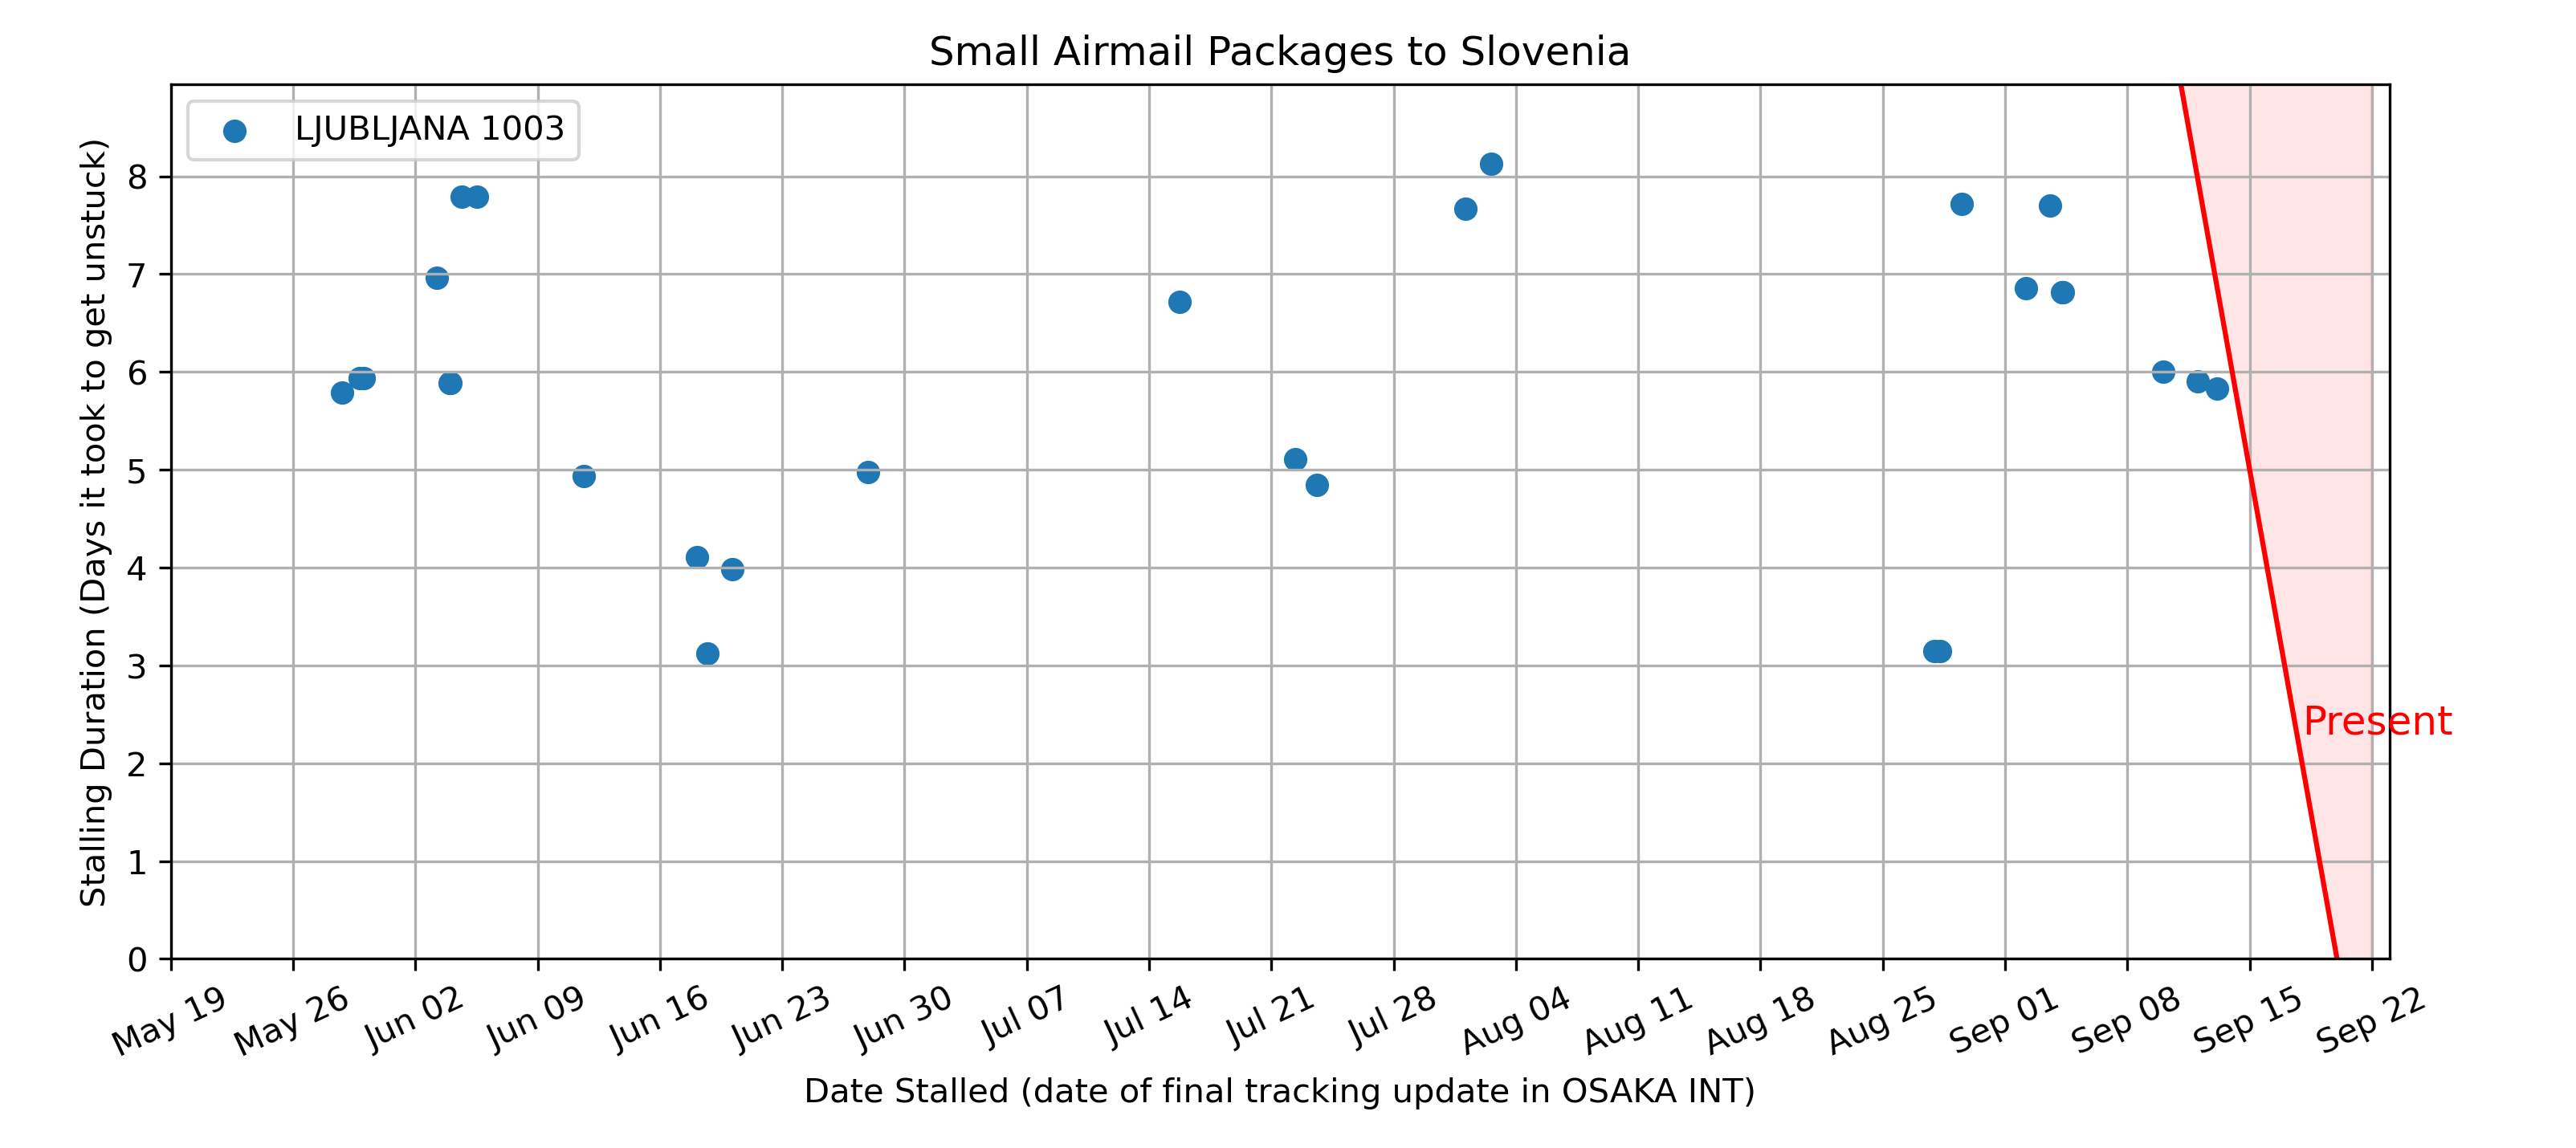 Small Airmail Packages to Slovenia
LJUBLJANA 1003
Stalling Duration (Days it took to get unstuck)
8
7
6
5
4
3
2
1
0
Present
May 19
May 26
Jun 02
Jun 09
Jun 16
Jun 23
Jun 30
Jul 07
Jul 14
Jul 21
Jul 28
Aug 04
Aug 11
Aug 18
Aug 25
Sep 01
Sep 08
Sep 15
Sep 22
Date Stalled (date of final tracking update in OSAKA INT)